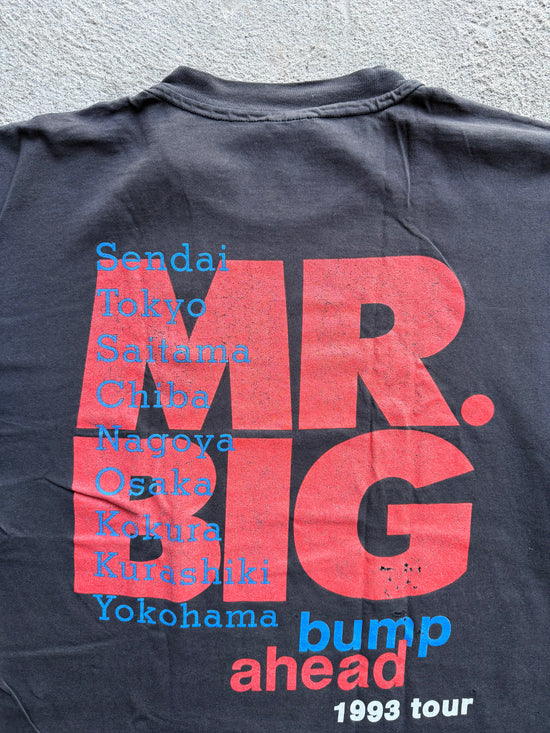 MR.
BIG
Sendai
Tokyo
Saitama
Chiba
Nagoya
Osaka
Kokura
Kurashiki
Yokohama
bump
ahead
1993 tour